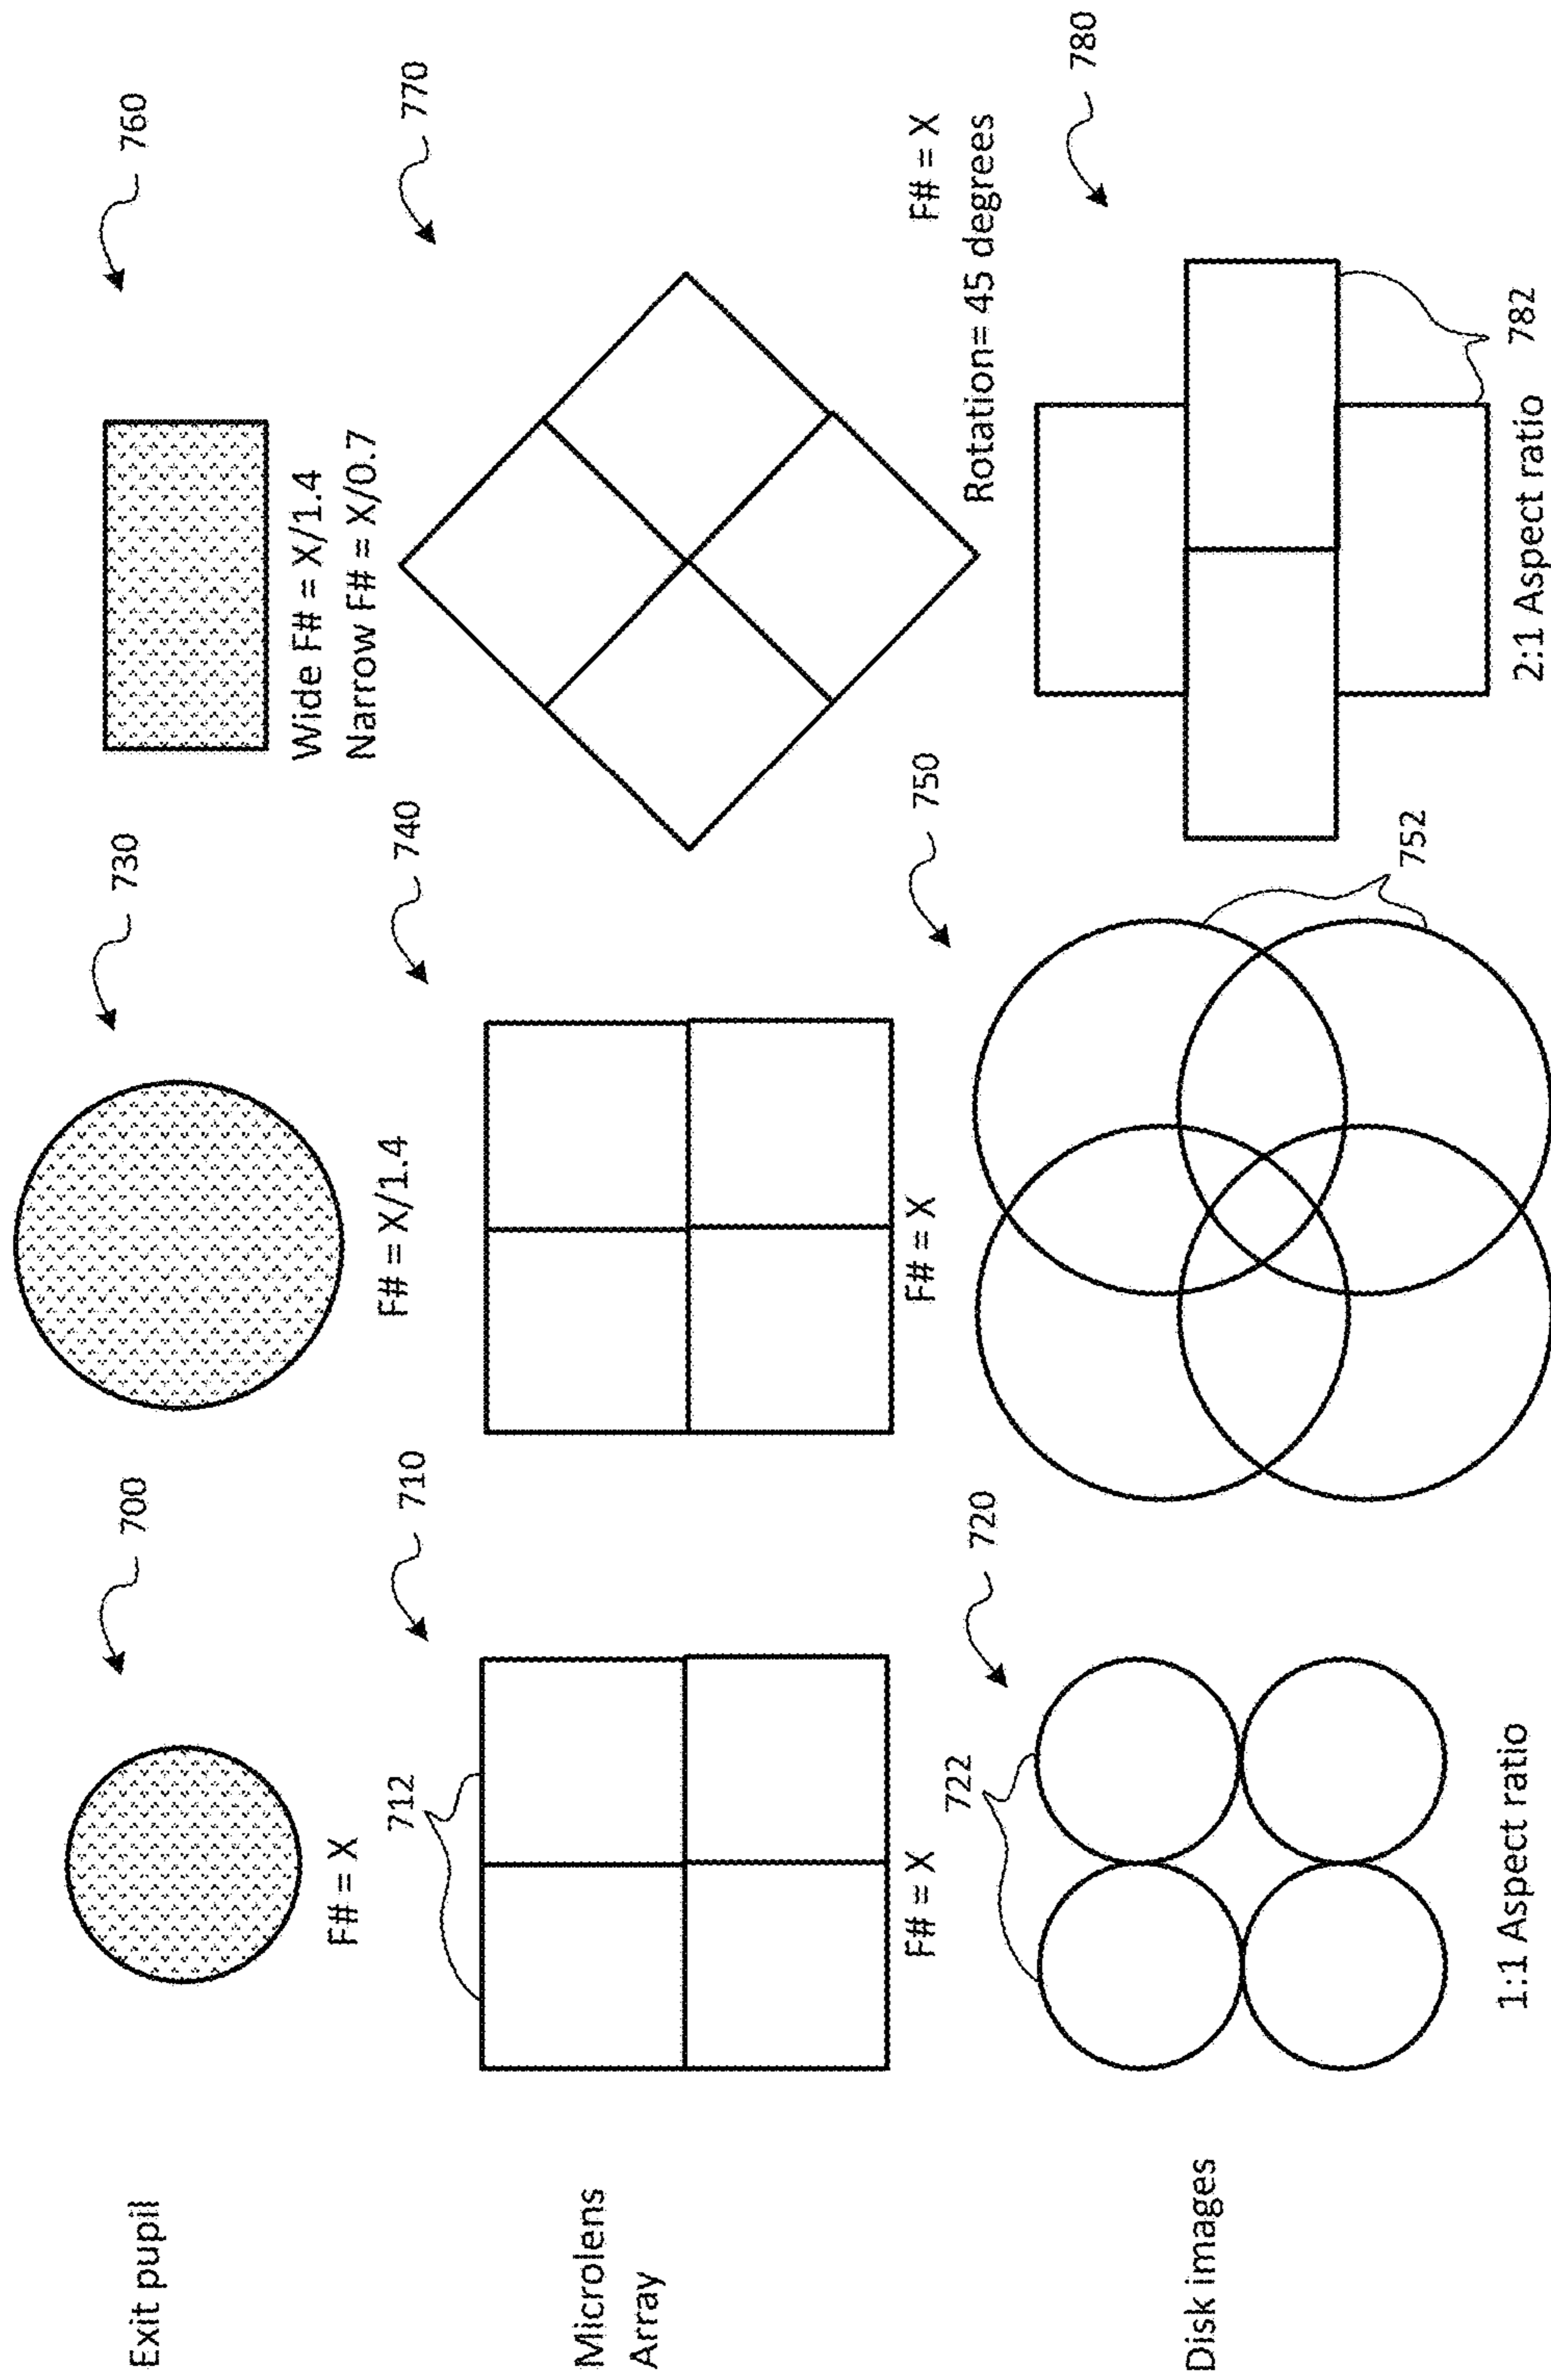 Exit pupil
700
730
760
F# = X
F# = X/1.4
Wide F# = X/1.4
Narrow F# = X/0.7
Microlens
Array
710
740
770
712
F# = X
F# = X
F# = X
Rotation= 45 degrees
Disk images
720
750
780
722
752
782
1:1 Aspect ratio
2:1 Aspect ratio